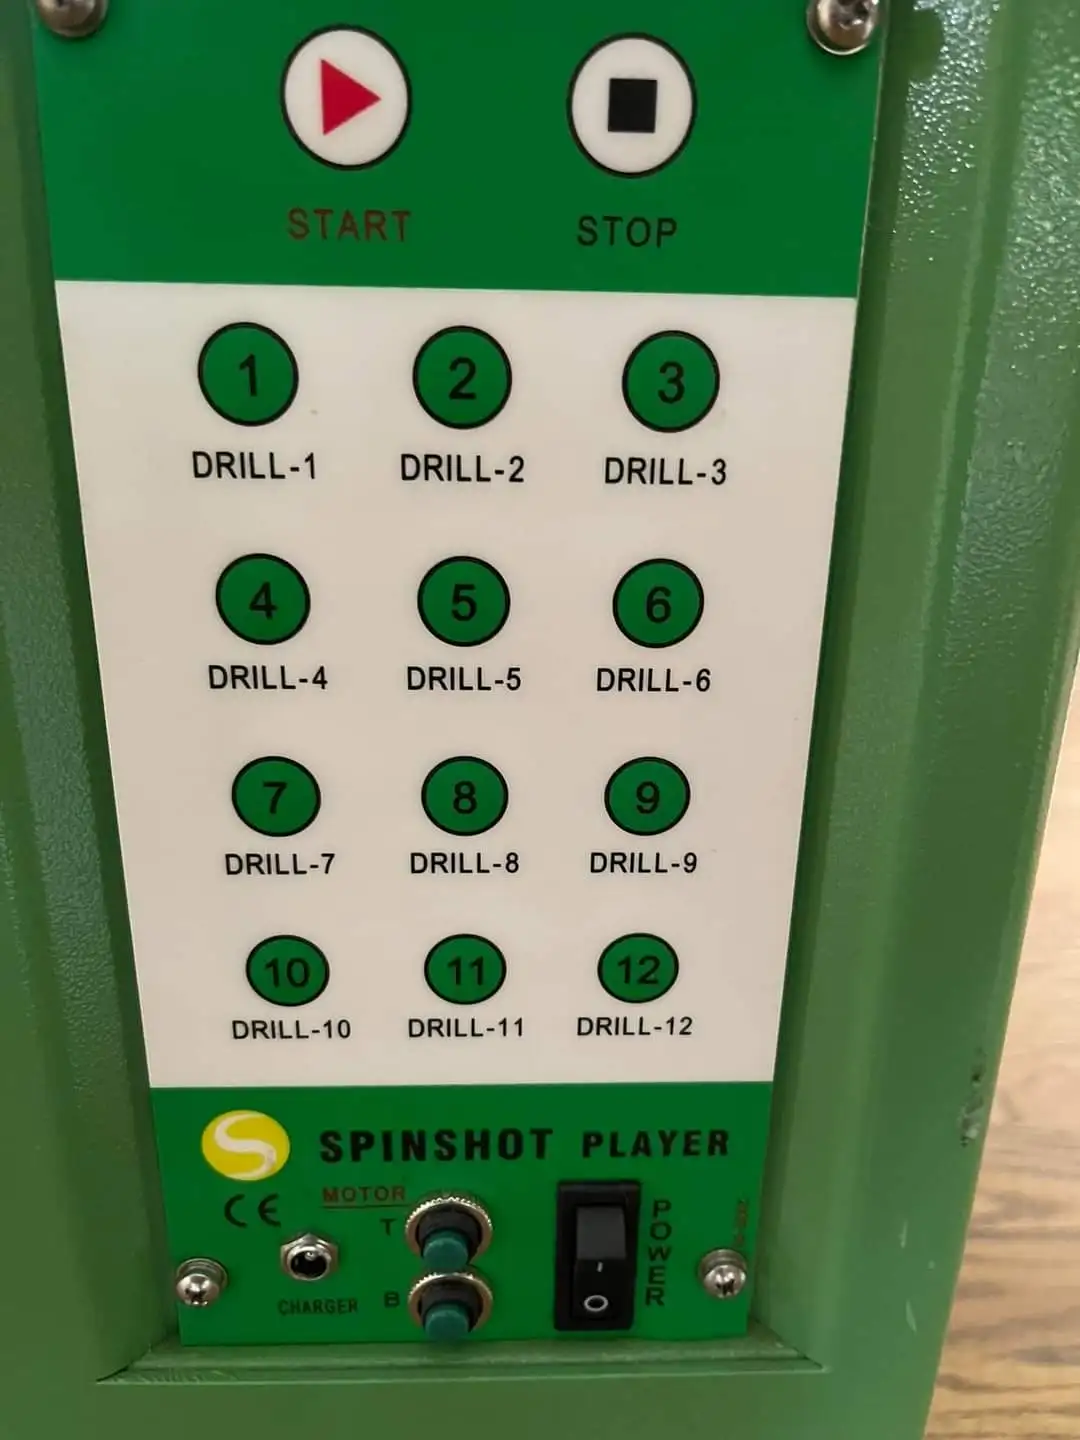 START STOP
1 2 3
DRILL-1 DRILL-2 DRILL-3
4 5 6
DRILL-4 DRILL-5 DRILL-6
7 8 9
DRILL-7 DRILL-8 DRILL-9
10 11 12
DRILL-10 DRILL-11 DRILL-12
SPINSHOT PLAYER
CE MOTOR
T
B
CHARGER
POWER